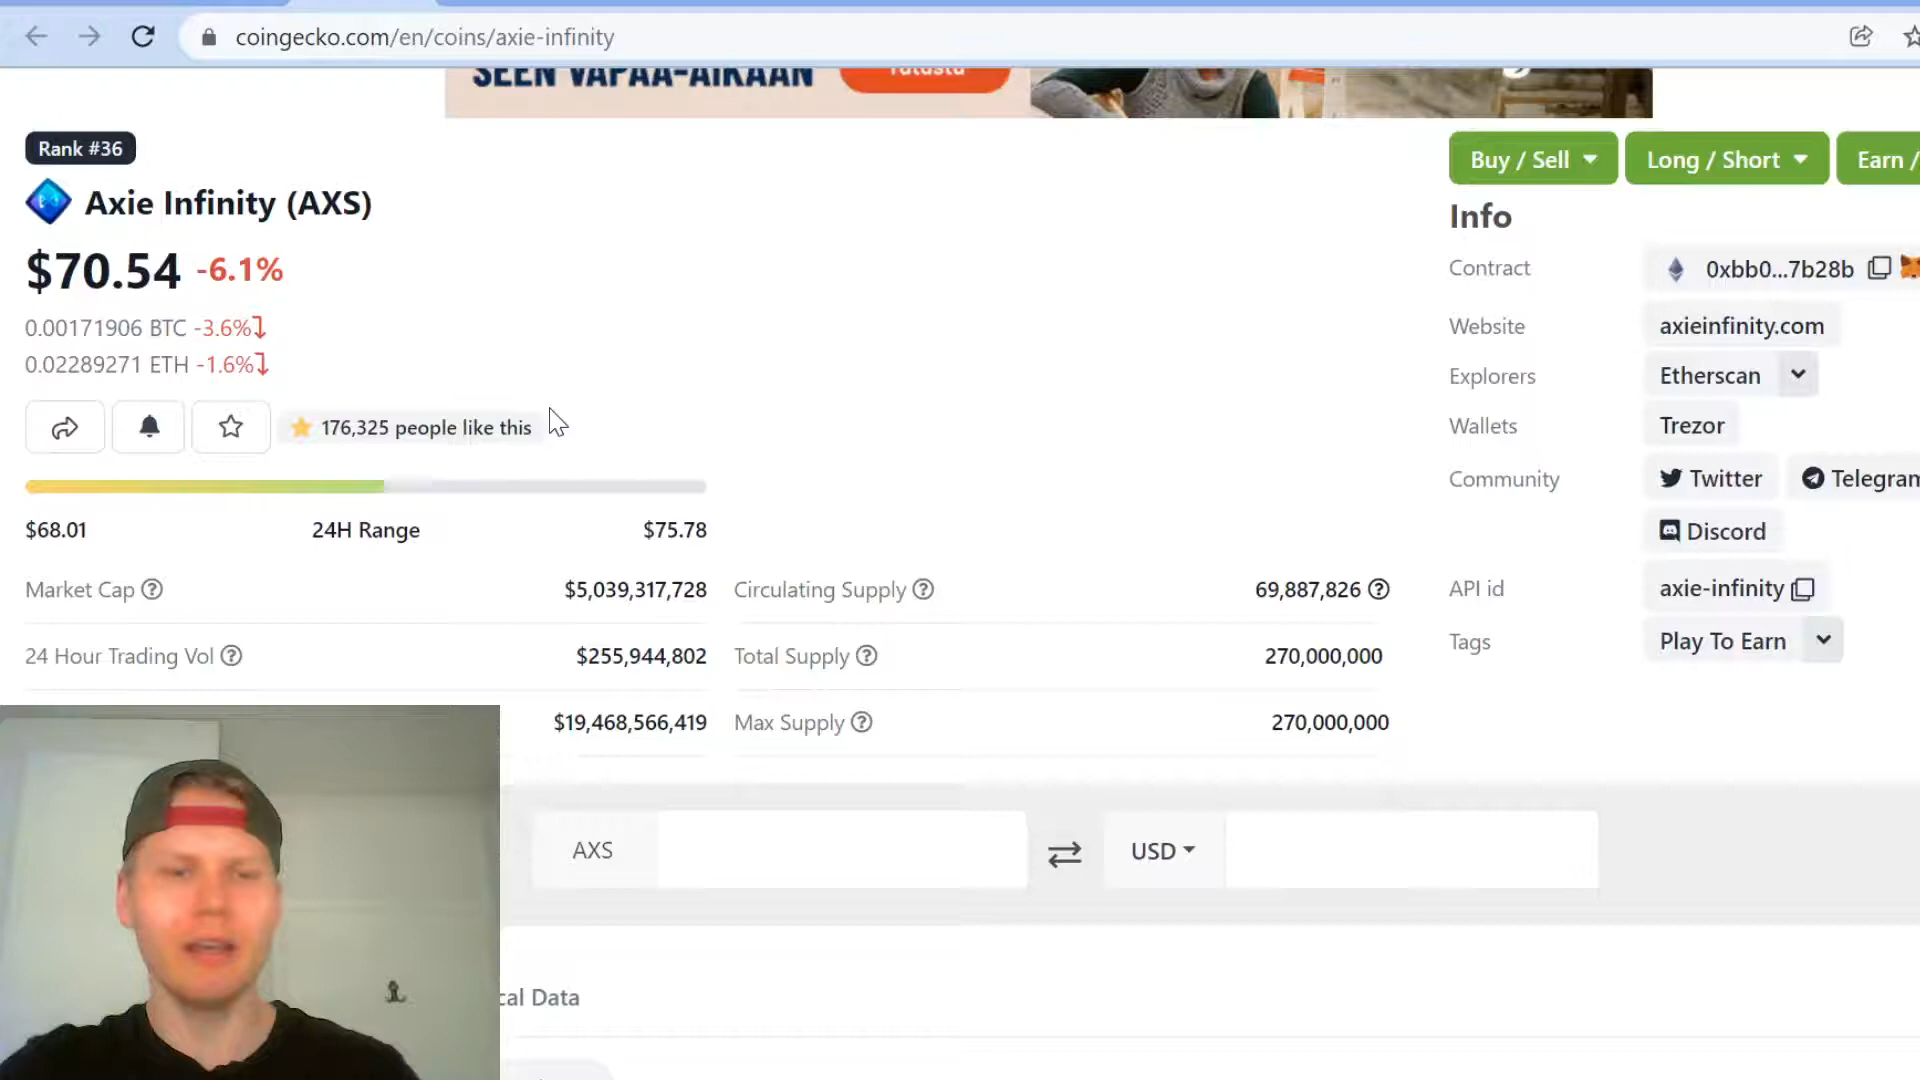 coingecko.com/en/coins/axie-infinity
SEEN VAPAA-AIKAAN
Tutustu
Rank #36
Axie Infinity (AXS)
$70.54 -6.1%
0.00171906 BTC -3.6%
0.02289271 ETH -1.6%
176,325 people like this
$68.01 24H Range $75.78
Market Cap $5,039,317,728
24 Hour Trading Vol $255,944,802
$19,468,566,419
Circulating Supply 69,887,826
Total Supply 270,000,000
Max Supply 270,000,000
Buy / Sell Long / Short Earn /
Info
Contract 0xbb0...7b28b
Website axieinfinity.com
Explorers Etherscan
Wallets Trezor
Community Twitter Telegram
Discord
API id axie-infinity
Tags Play To Earn
AXS USD
cal Data